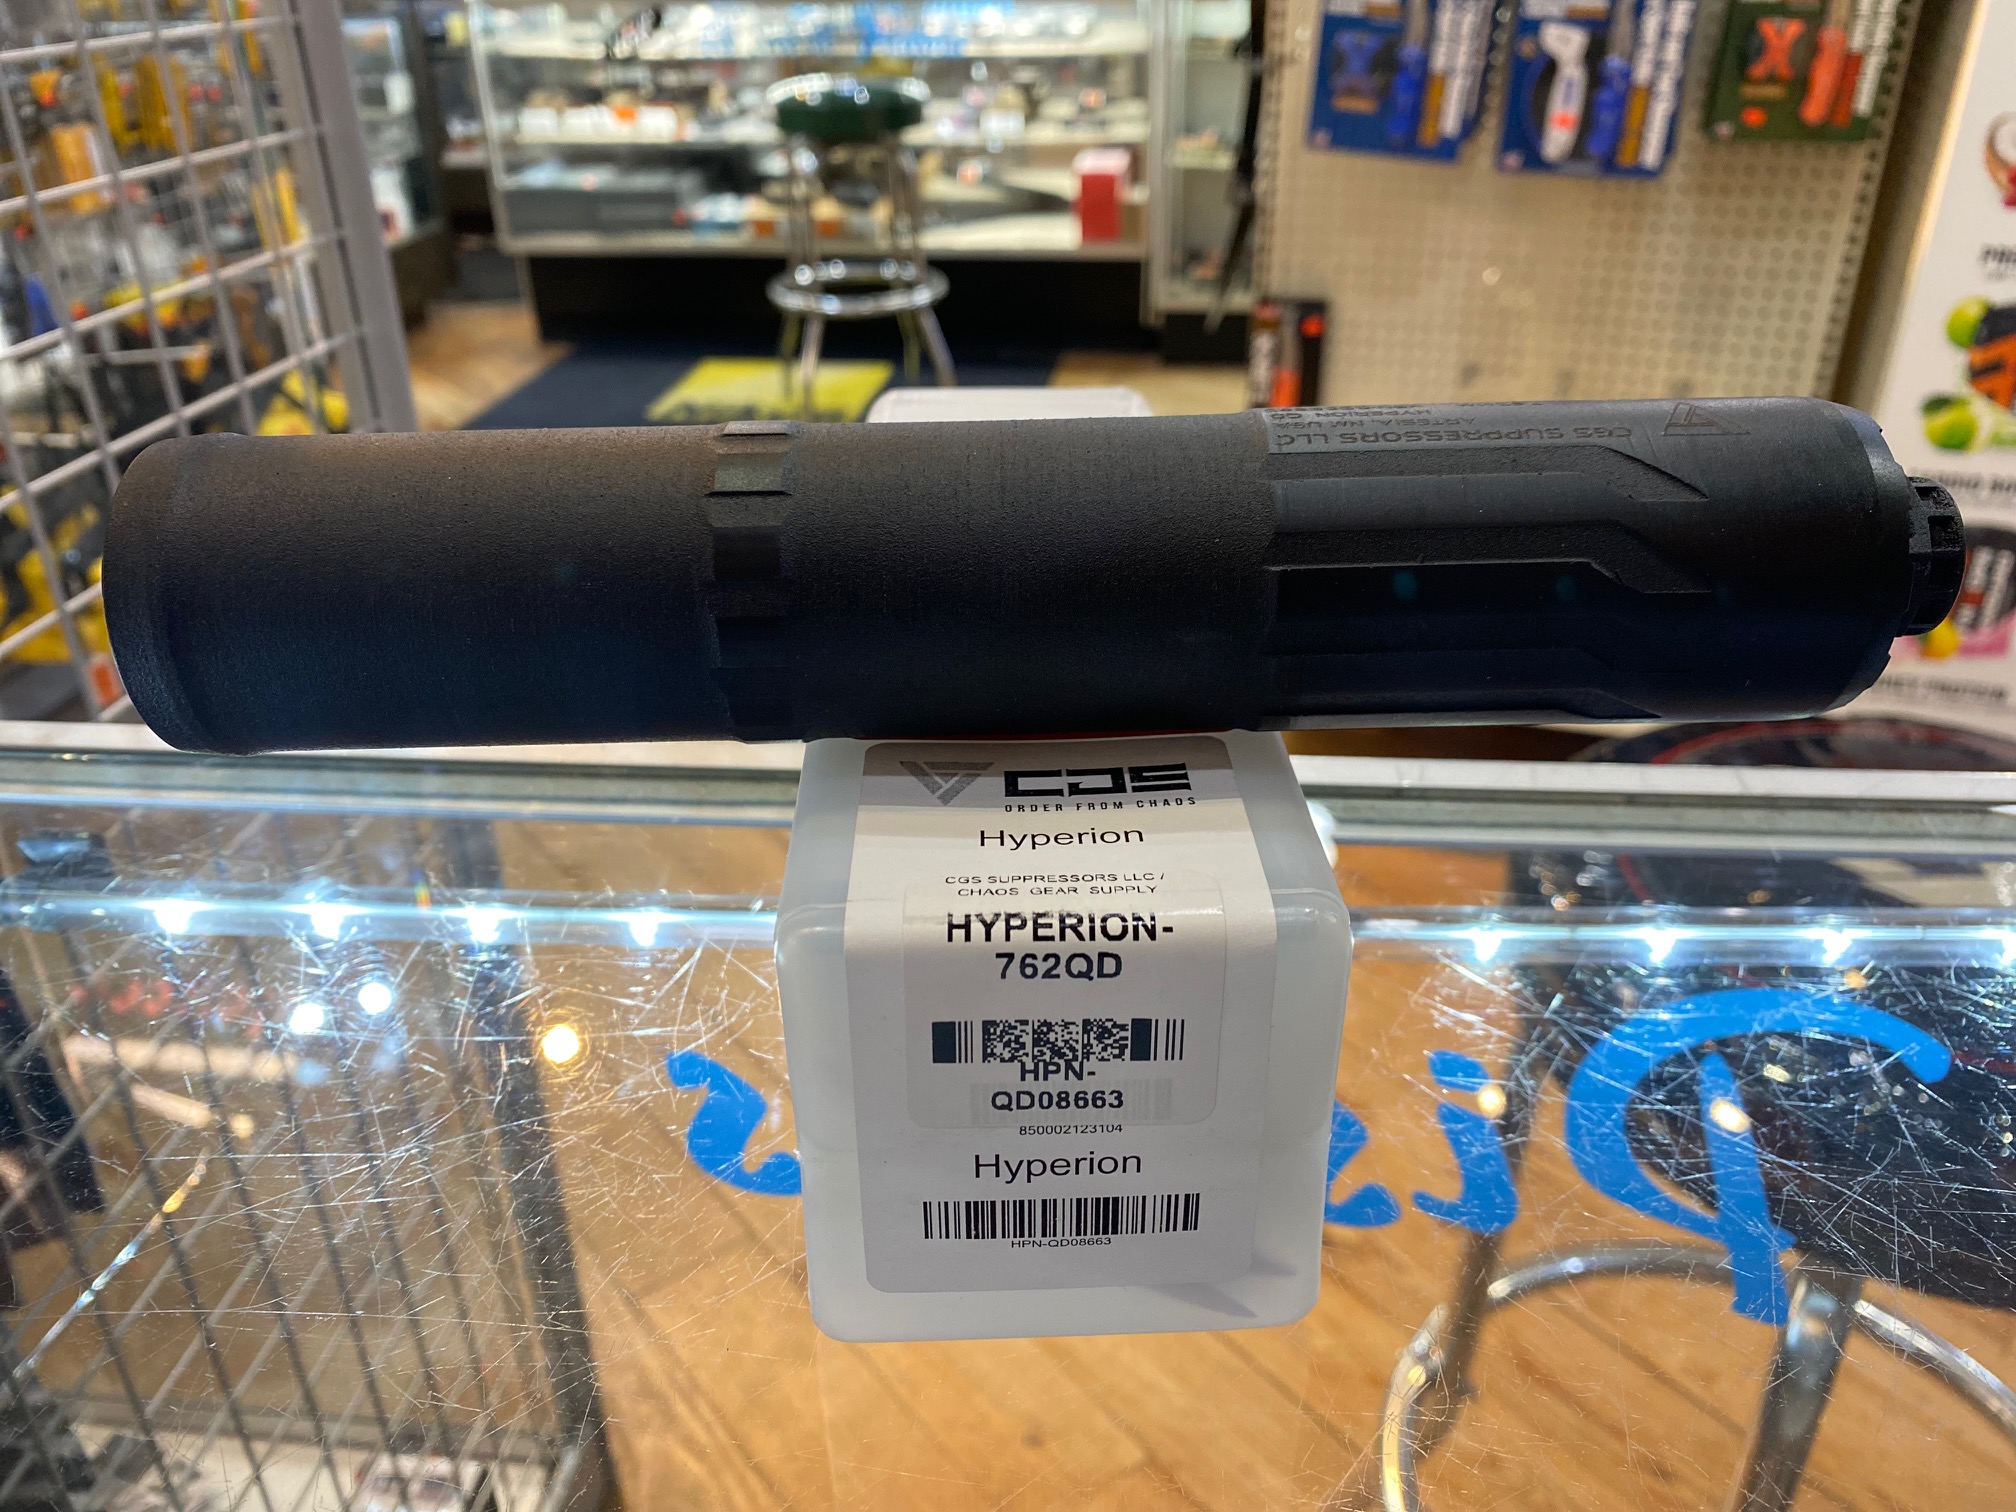 CGS SUPPRESSORS LLC
ARTESIA, NM USA
HYPERION
CGS
ORDER FROM CHAOS
Hyperion
CGS SUPPRESSORS LLC /
CHAOS GEAR SUPPLY
HYPERION-
762QD
HPN-
QD08663
850002123104
Hyperion
HPN-QD08663